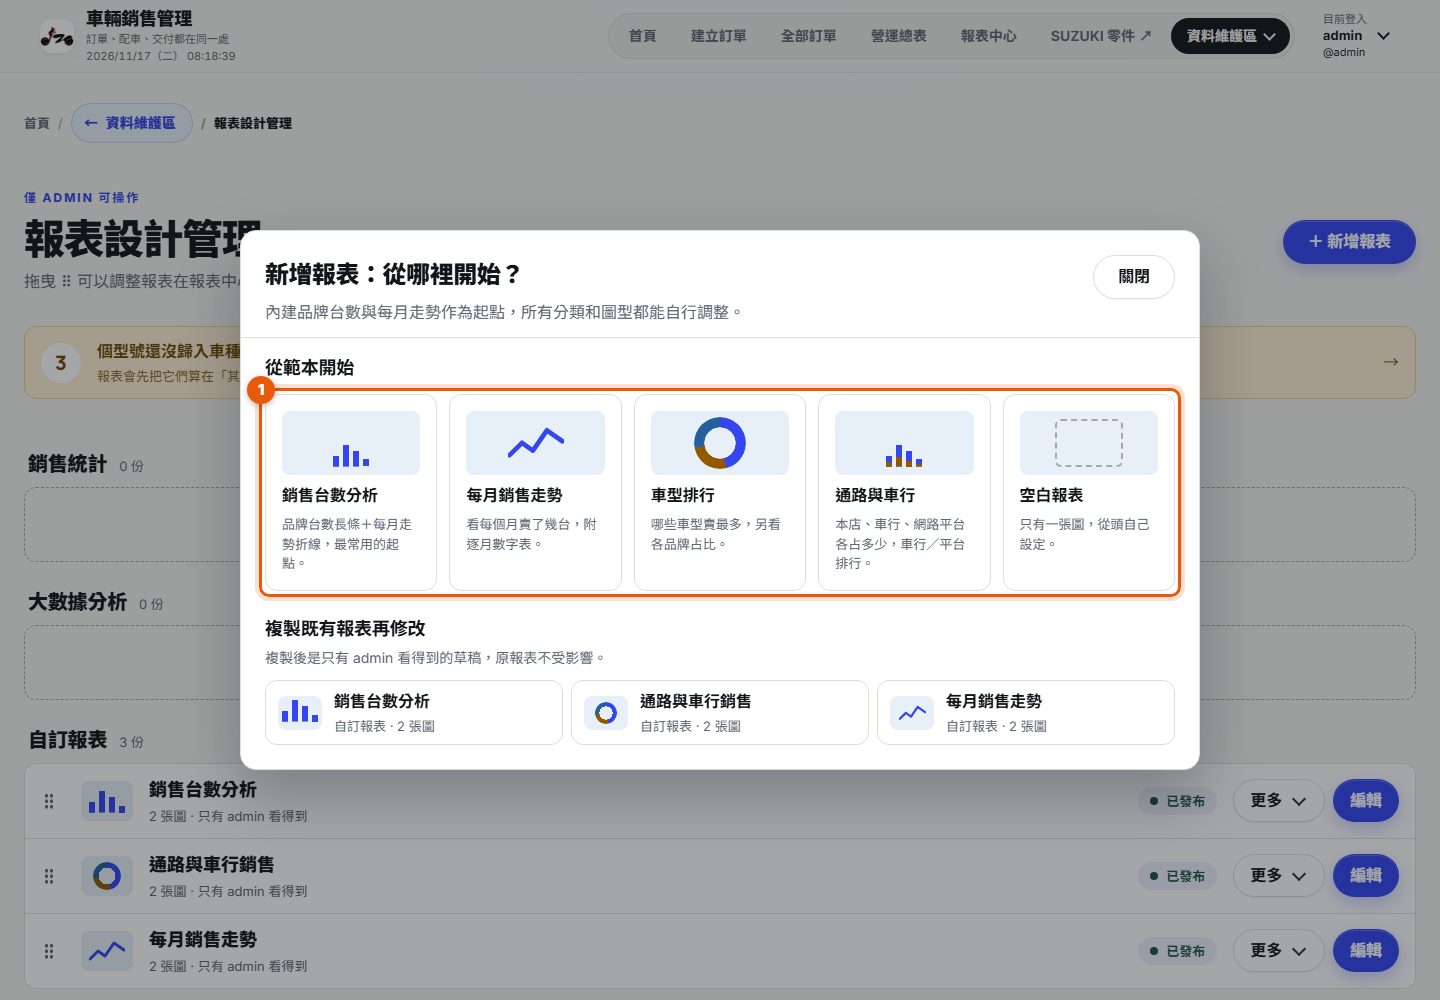 車輛銷售管理
訂單、配車、交付都在同一處
2026/11/17（二） 08:18:39
首頁
建立訂單
全部訂單
營運總表
報表中心
SUZUKI 零件 ↗
資料維護區
目前登入
admin
@admin
首頁 / ← 資料維護區 / 報表設計管理
僅 ADMIN 可操作
報表設計管理
拖曳 ⠿ 可以調整報表在報表中
＋新增報表
3
個型號還沒歸入車種
報表會先把它們算在「其
→
新增報表：從哪裡開始？
關閉
內建品牌台數與每月走勢作為起點，所有分類和圖型都能自行調整。
從範本開始
1
銷售台數分析
品牌台數長條＋每月走
勢折線，最常用的起
點。
每月銷售走勢
看每個月賣了幾台，附
逐月數字表。
車型排行
哪些車型賣最多，另看
各品牌占比。
通路與車行
本店、車行、網路平台
各占多少，車行／平台
排行。
空白報表
只有一張圖，從頭自己
設定。
複製既有報表再修改
複製後是只有 admin 看得到的草稿，原報表不受影響。
銷售台數分析
自訂報表 · 2 張圖
通路與車行銷售
自訂報表 · 2 張圖
每月銷售走勢
自訂報表 · 2 張圖
銷售統計 0 份
大數據分析 0 份
自訂報表 3 份
銷售台數分析
2 張圖 · 只有 admin 看得到
已發布
更多
編輯
通路與車行銷售
2 張圖 · 只有 admin 看得到
已發布
更多
編輯
每月銷售走勢
2 張圖 · 只有 admin 看得到
已發布
更多
編輯